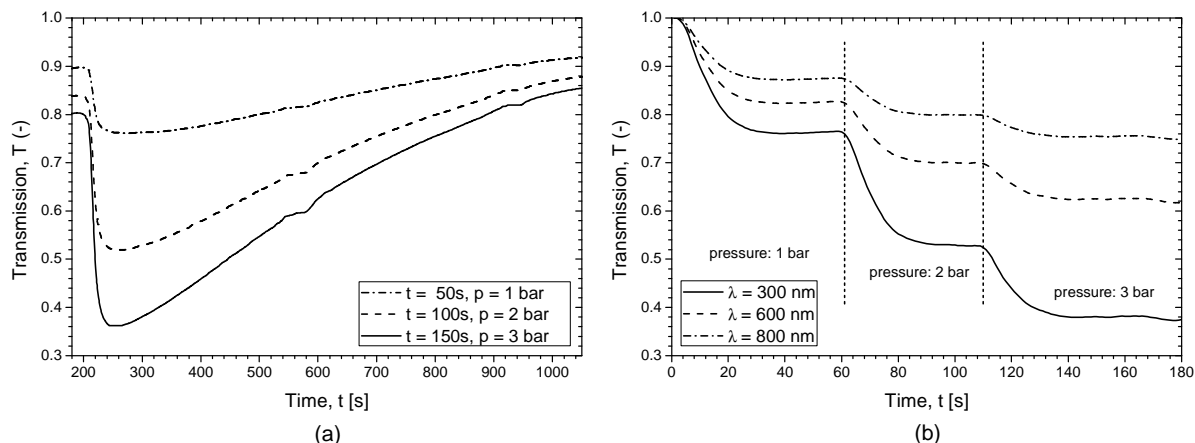 1.0
0.9
0.8
0.7
0.6
0.5
0.4
0.3
Transmission, T (-)
200 300 400 500 600 700 800 900 1000
Time, t [s]
t = 50s, p = 1 bar
t = 100s, p = 2 bar
t = 150s, p = 3 bar
(a)
1.0
0.9
0.8
0.7
0.6
0.5
0.4
0.3
Transmission, T (-)
pressure: 1 bar
pressure: 2 bar
pressure: 3 bar
λ = 300 nm
λ = 600 nm
λ = 800 nm
0 20 40 60 80 100 120 140 160 180
Time, t [s]
(b)